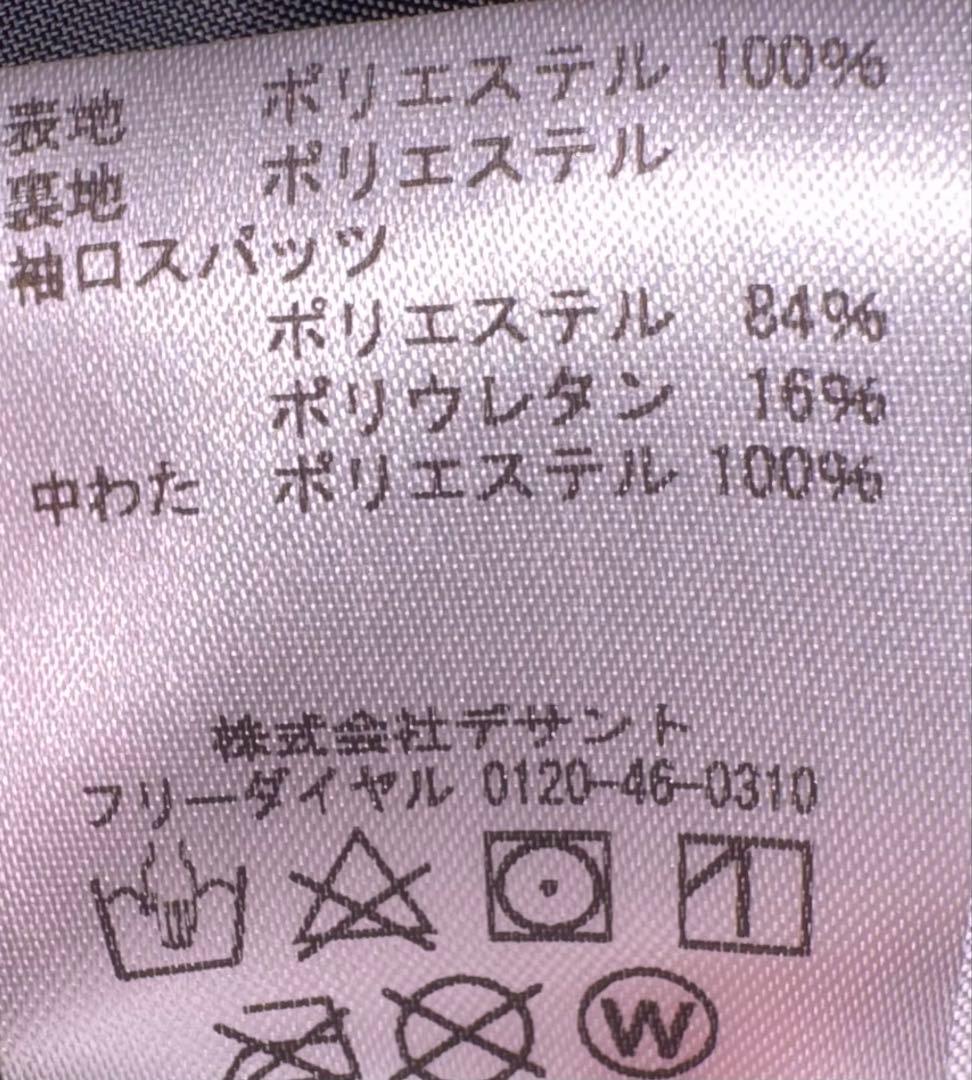 表地 ポリエステル 100%
裏地 ポリエステル
袖口スパッツ
ポリエステル 84%
ポリウレタン 16%
中わた ポリエステル 100%
株式会社デサント
フリーダイヤル 0120-46-0310
W